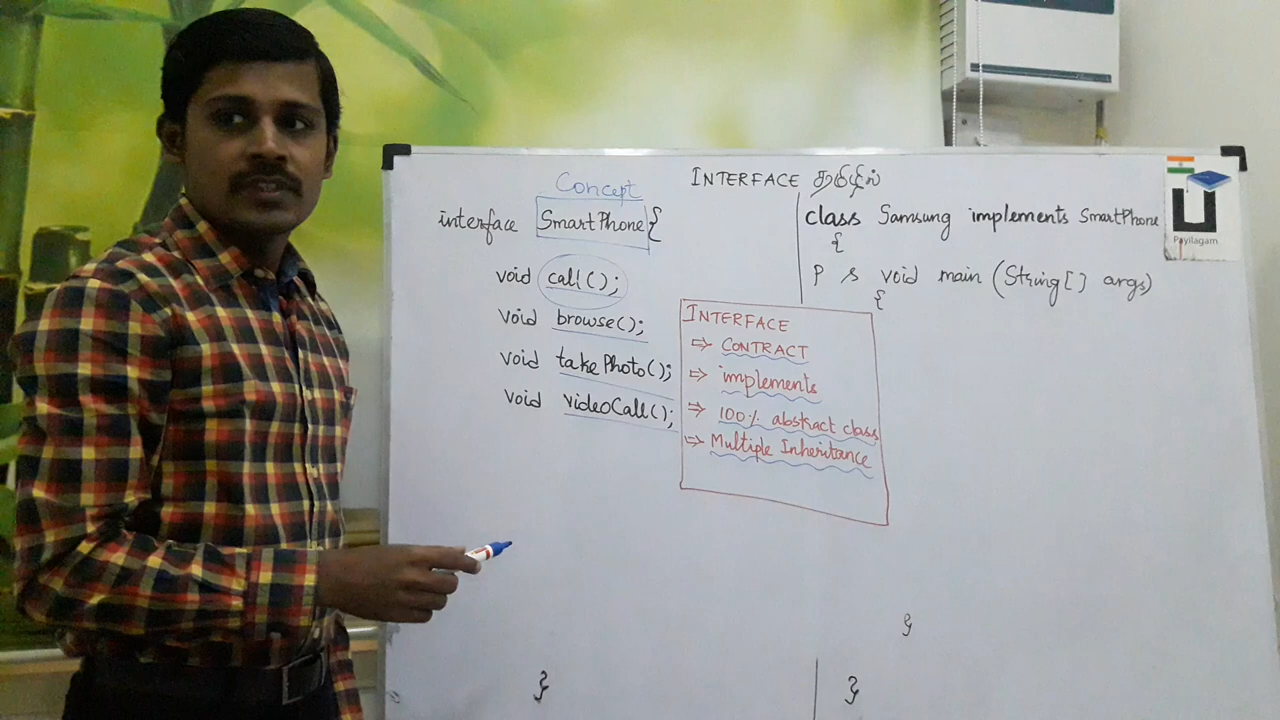 INTERFACE தமிழில்
Concept
interface SmartPhone {
void call();
void browse();
void takePhoto();
void videoCall();
}
class Samsung implements SmartPhone
{
P s void main (String[] args)
{
}
}
INTERFACE
⇒ CONTRACT
⇒ implements
⇒ 100% abstract class
⇒ Multiple Inheritance
Payilagam